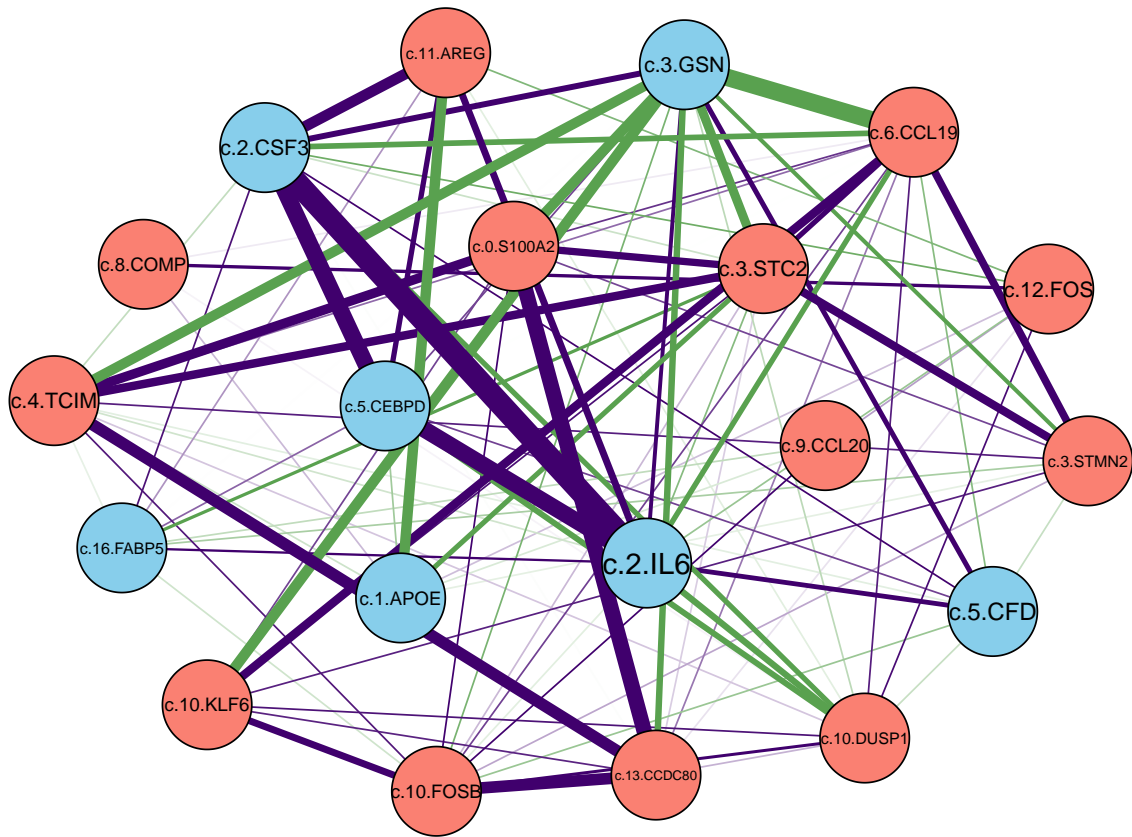 c.11.AREG
c.3.GSN
c.6.CCL19
c.2.CSF3
c.0.S100A2
c.8.COMP
c.3.STC2
c.12.FOS
c.4.TCIM
c.5.CEBPD
c.9.CCL20
c.3.STMN2
c.16.FABP5
c.2.IL6
c.1.APOE
c.5.CFD
c.10.KLF6
c.10.DUSP1
c.13.CCDC80
c.10.FOSB